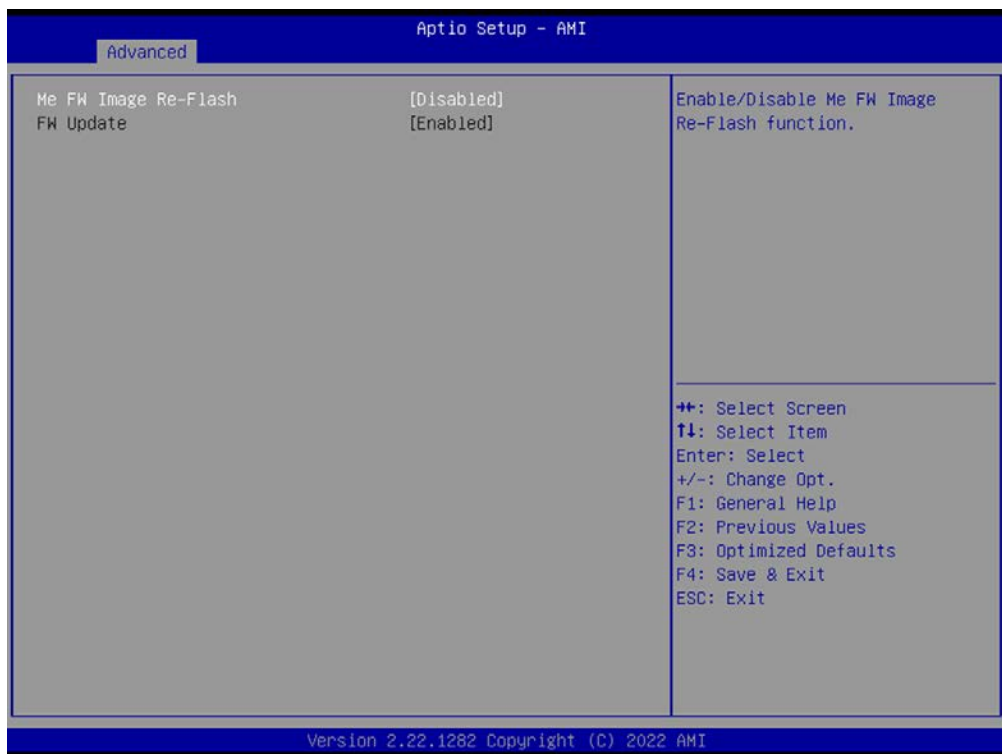 Aptio Setup - AMI
Advanced
Me FW Image Re-Flash [Disabled]
FW Update [Enabled]
Enable/Disable Me FW Image
Re-Flash function.
→←: Select Screen
↑↓: Select Item
Enter: Select
+/-: Change Opt.
F1: General Help
F2: Previous Values
F3: Optimized Defaults
F4: Save & Exit
ESC: Exit
Version 2.22.1282 Copyright (C) 2022 AMI